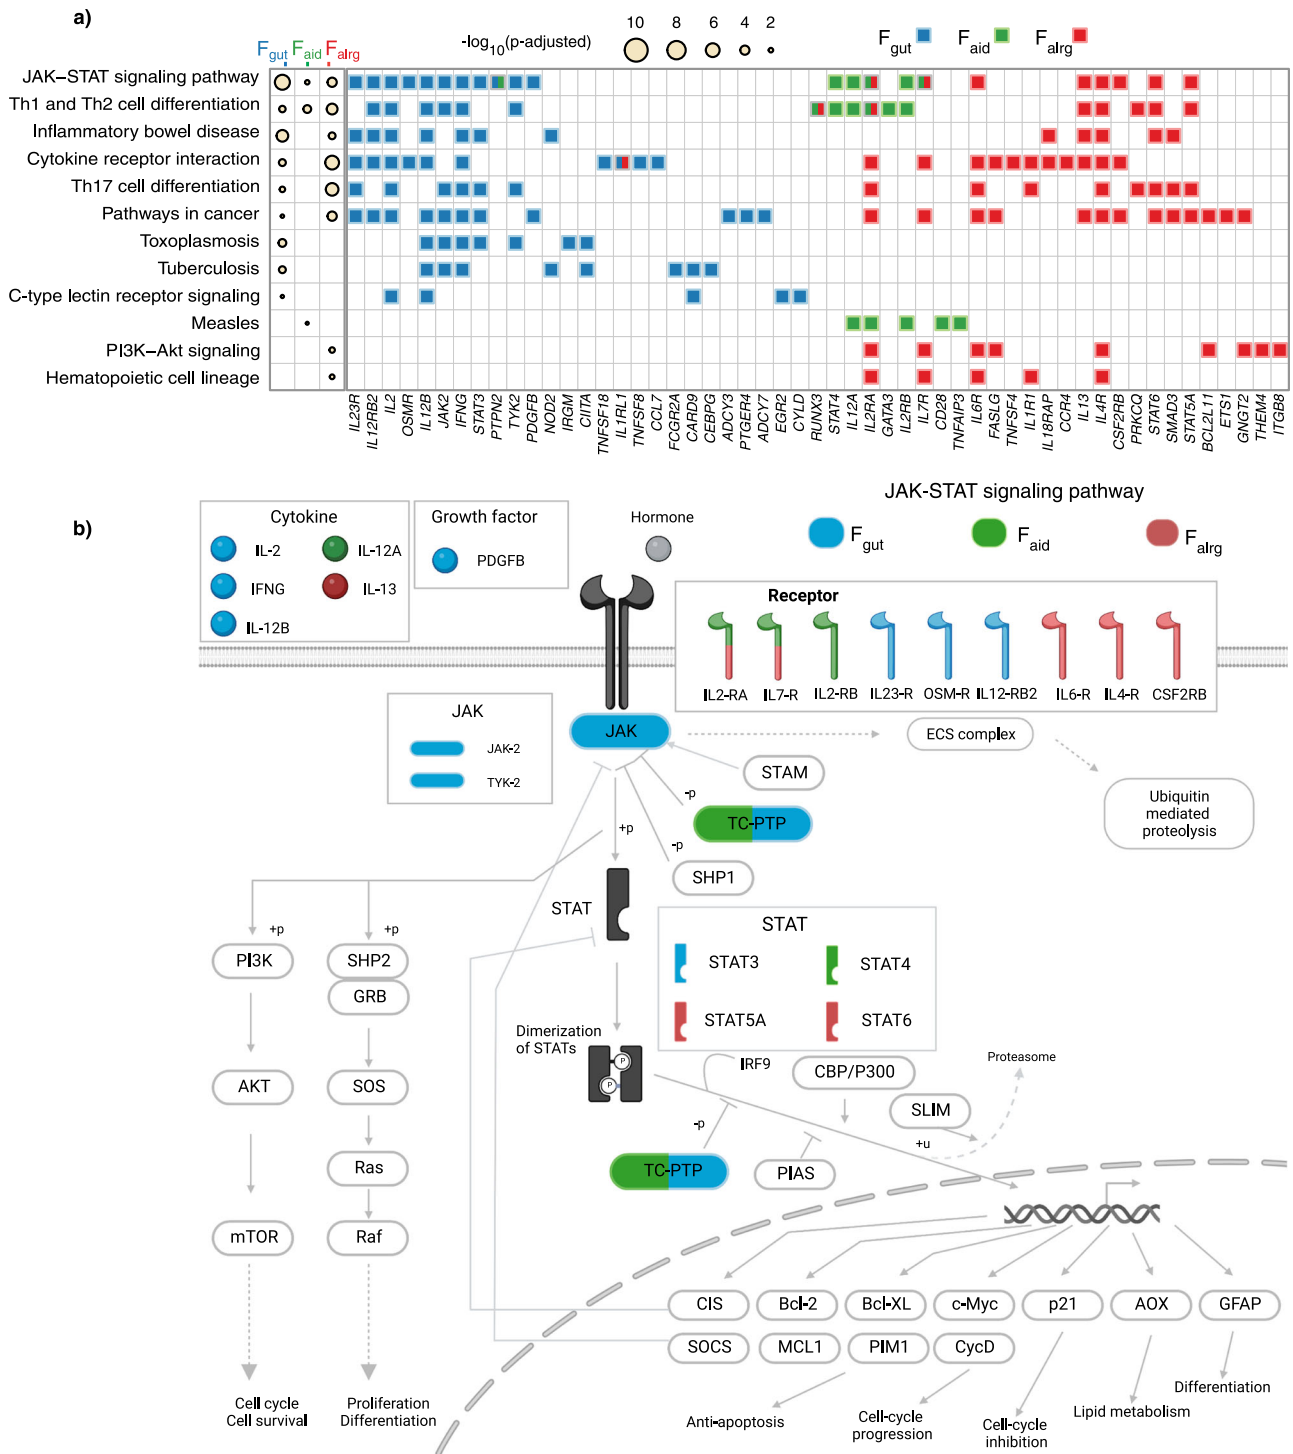 a)
-log10(p-adjusted)
10 8 6 4 2
Fgut Faid Falrg
Fgut Faid Falrg
JAK–STAT signaling pathway
Th1 and Th2 cell differentiation
Inflammatory bowel disease
Cytokine receptor interaction
Th17 cell differentiation
Pathways in cancer
Toxoplasmosis
Tuberculosis
C-type lectin receptor signaling
Measles
PI3K–Akt signaling
Hematopoietic cell lineage
IL23R
IL12RB2
IL2
OSMR
IL12B
JAK2
IFNG
STAT3
PTPN2
TYK2
PDGFB
NOD2
IRGM
CIITA
TNFSF18
IL1RL1
TNFSF8
CCL7
FCGR2A
CARD9
CEBPG
ADCY3
PTGER4
ADCY7
EGR2
CYLD
RUNX3
STAT4
IL12A
IL2RA
GATA3
IL2RB
IL7R
CD28
TNFAIP3
IL6R
FASLG
TNFSF4
IL1R1
IL18RAP
CCR4
IL13
IL4R
CSF2RB
PRKCQ
STAT6
SMAD3
STAT5A
BCL2L11
ETS1
GNGT2
THEM4
ITGB8
b)
JAK-STAT signaling pathway
Fgut Faid Falrg
Cytokine
IL-2 IL-12A
IFNG IL-13
IL-12B
Growth factor
PDGFB
Hormone
Receptor
IL2-RA IL7-R IL2-RB IL23-R OSM-R IL12-RB2 IL6-R IL4-R CSF2RB
JAK
JAK-2
TYK-2
JAK
ECS complex
STAM
Ubiquitin
mediated
proteolysis
-p
TC-PTP
+p
-p
SHP1
STAT
STAT
STAT3 STAT4
STAT5A STAT6
+p +p
PI3K SHP2
GRB
Dimerization
of STATs
P
P
IRF9
CBP/P300
Proteasome
AKT SOS
SLIM
-p
+u
TC-PTP
PIAS
Ras
mTOR Raf
CIS Bcl-2 Bcl-XL c-Myc p21 AOX GFAP
SOCS MCL1 PIM1 CycD
Cell cycle
Cell survival
Proliferation
Differentiation
Anti-apoptosis
Cell-cycle
progression
Cell-cycle
inhibition
Lipid metabolism
Differentiation